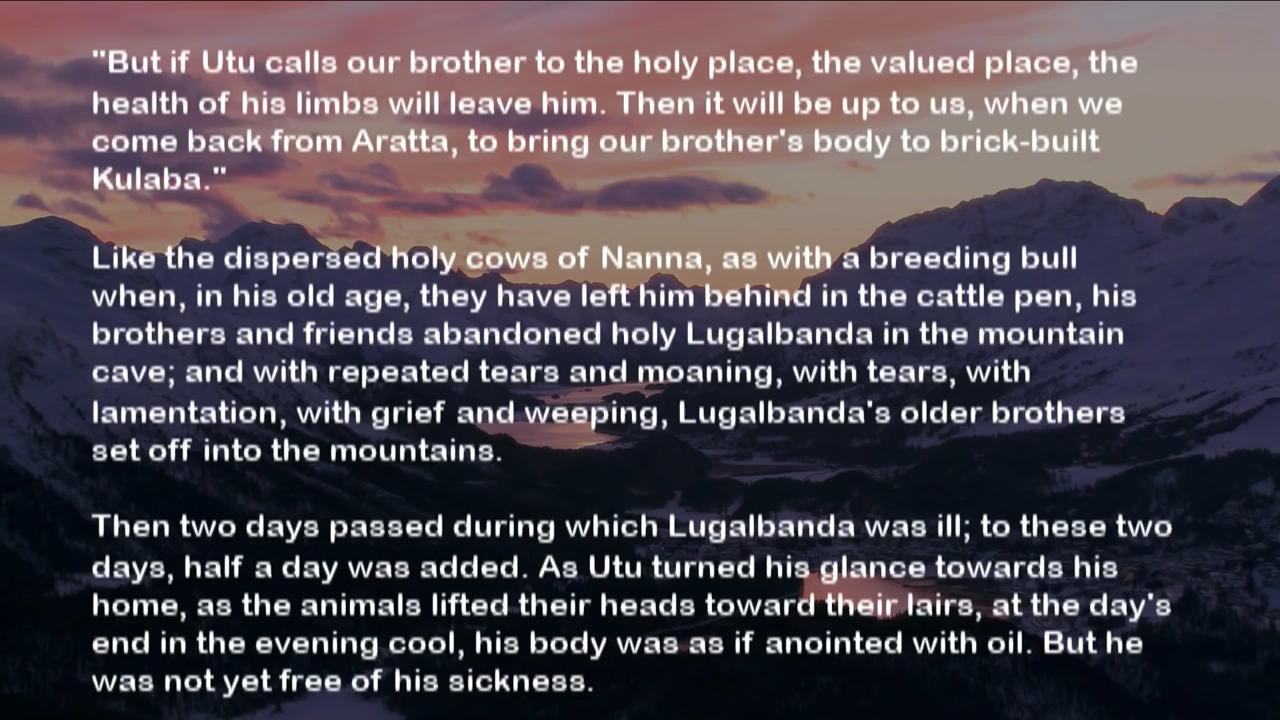 "But if Utu calls our brother to the holy place, the valued place, the
health of his limbs will leave him. Then it will be up to us, when we
come back from Aratta, to bring our brother's body to brick-built
Kulaba."
Like the dispersed holy cows of Nanna, as with a breeding bull
when, in his old age, they have left him behind in the cattle pen, his
brothers and friends abandoned holy Lugalbanda in the mountain
cave; and with repeated tears and moaning, with tears, with
lamentation, with grief and weeping, Lugalbanda's older brothers
set off into the mountains.
Then two days passed during which Lugalbanda was ill; to these two
days, half a day was added. As Utu turned his glance towards his
home, as the animals lifted their heads toward their lairs, at the day's
end in the evening cool, his body was as if anointed with oil. But he
was not yet free of his sickness.